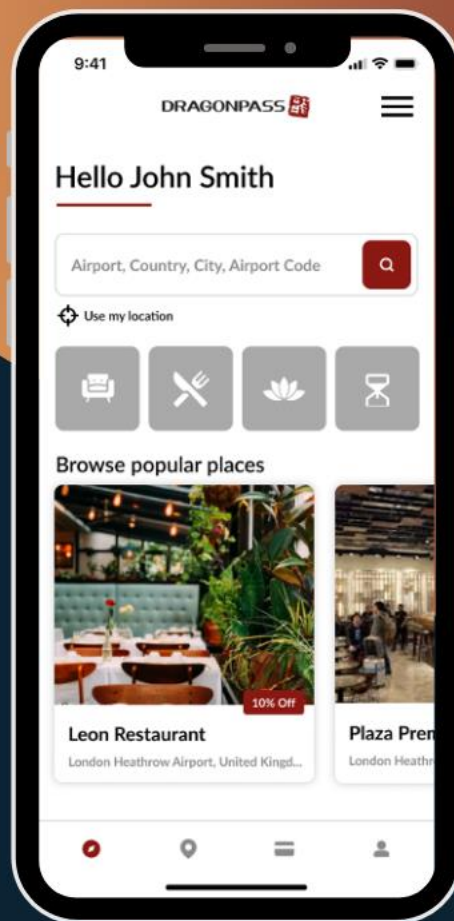 9:41
DRAGONPASS
Hello John Smith
Airport, Country, City, Airport Code
Use my location
Browse popular places
10% Off
Leon Restaurant
London Heathrow Airport, United Kingd...
Plaza Pren
London Heathr